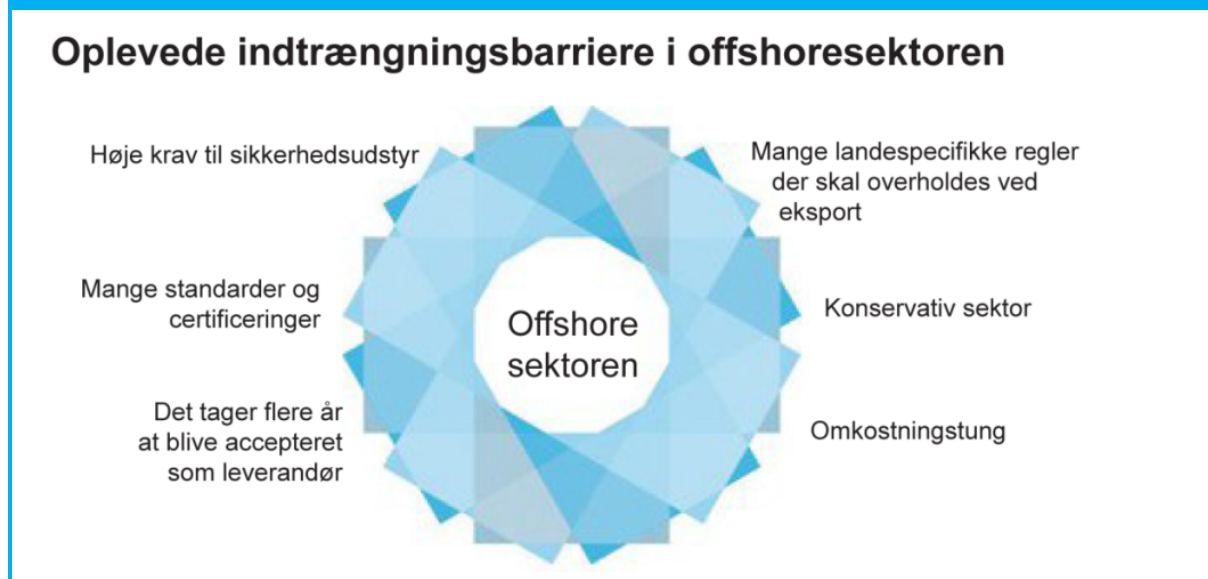 Oplevede indtrængningsbarriere i offshoresektoren
Høje krav til sikkerhedsudstyr
Mange standarder og
certificeringer
Det tager flere år
at blive accepteret
som leverandør
Offshore
sektoren
Mange landespecifikke regler
der skal overholdes ved
eksport
Konservativ sektor
Omkostningstung